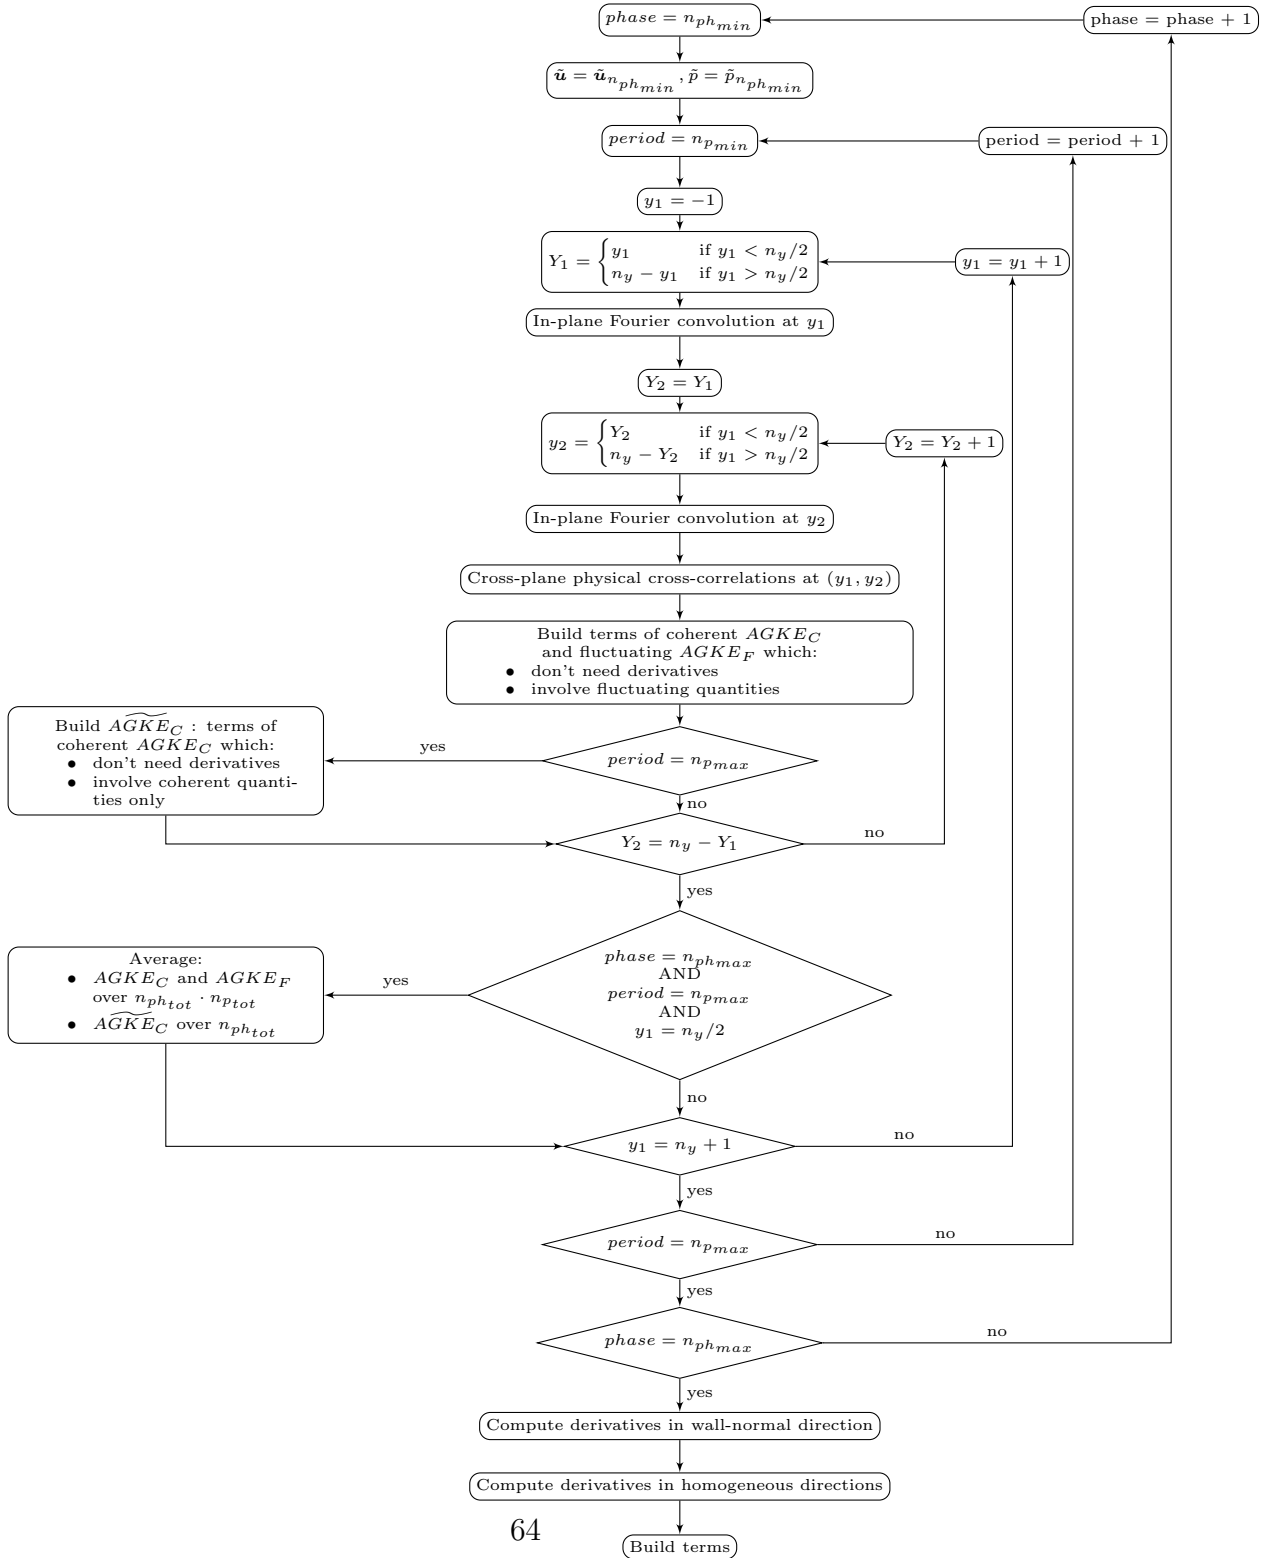 phase = n_{ph_{min}}
phase = phase + 1
ũ = ũ_{n_{ph_{min}}}, p̃ = p̃_{n_{ph_{min}}}
period = n_{p_{min}}
period = period + 1
y_1 = −1
Y_1 = { y_1 if y_1 < n_y/2
n_y − y_1 if y_1 > n_y/2
y_1 = y_1 + 1
In-plane Fourier convolution at y_1
Y_2 = Y_1
y_2 = { Y_2 if y_1 < n_y/2
n_y − Y_2 if y_1 > n_y/2
Y_2 = Y_2 + 1
In-plane Fourier convolution at y_2
Cross-plane physical cross-correlations at (y_1, y_2)
Build terms of coherent AGKE_C
and fluctuating AGKE_F which:
• don't need derivatives
• involve fluctuating quantities
Build \widetilde{AGKE}_C : terms of
coherent AGKE_C which:
• don't need derivatives
• involve coherent quanti-
ties only
yes
period = n_{p_{max}}
no
Y_2 = n_y − Y_1
no
yes
Average:
• AGKE_C and AGKE_F
over n_{ph_{tot}} · n_{p_{tot}}
• \widetilde{AGKE}_C over n_{ph_{tot}}
yes
phase = n_{ph_{max}}
AND
period = n_{p_{max}}
AND
y_1 = n_y/2
no
y_1 = n_y + 1
no
yes
period = n_{p_{max}}
no
yes
phase = n_{ph_{max}}
no
yes
Compute derivatives in wall-normal direction
Compute derivatives in homogeneous directions
64
Build terms